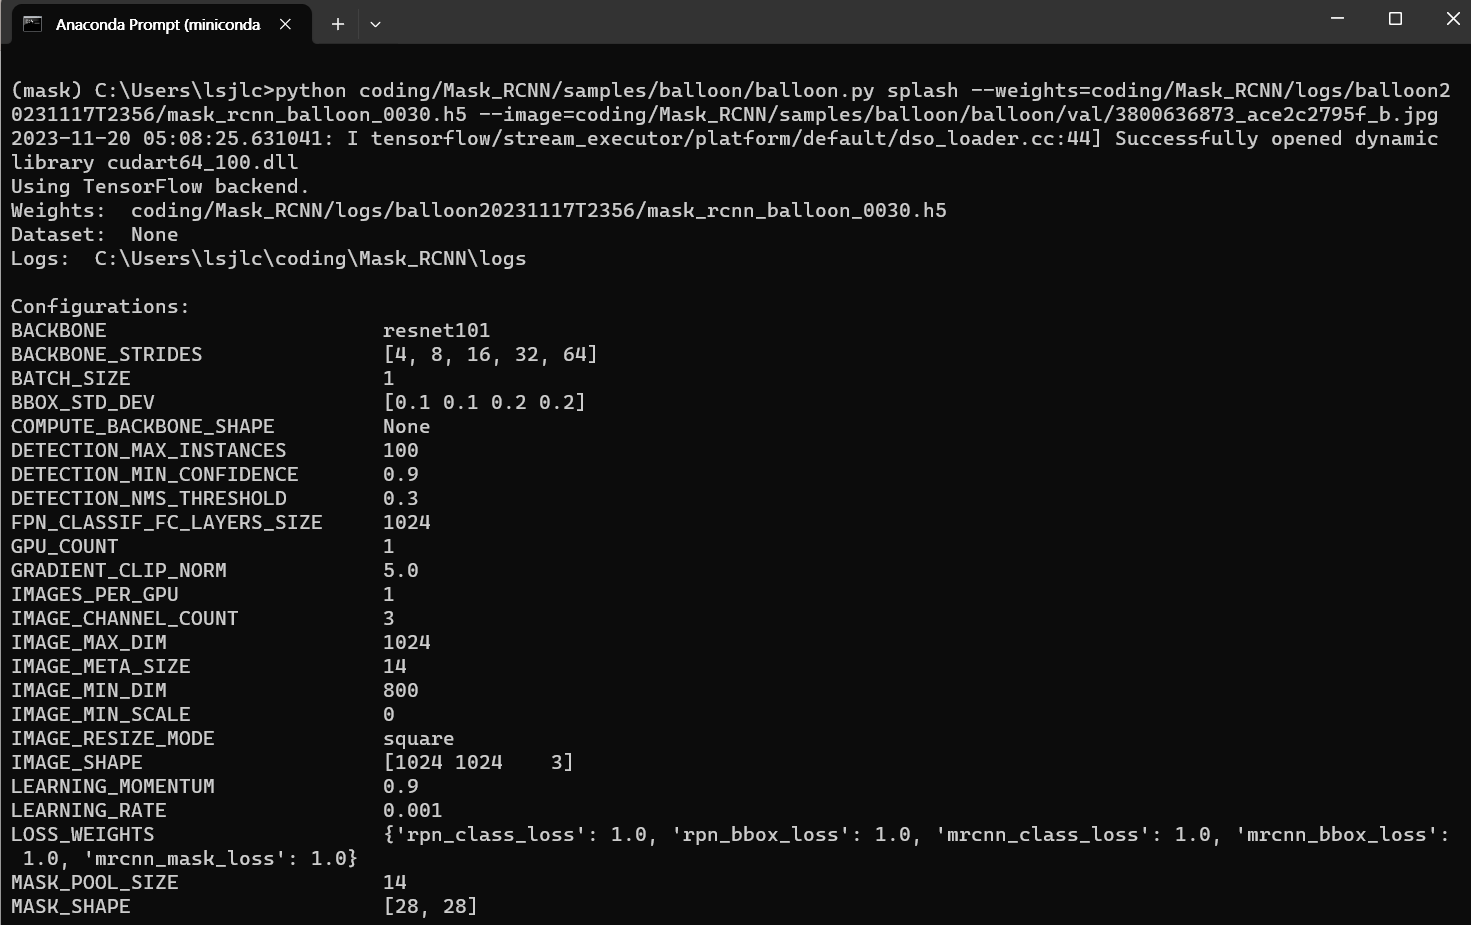 Anaconda Prompt (miniconda
(mask) C:\Users\lsjlc>python coding/Mask_RCNN/samples/balloon/balloon.py splash --weights=coding/Mask_RCNN/logs/balloon2
0231117T2356/mask_rcnn_balloon_0030.h5 --image=coding/Mask_RCNN/samples/balloon/balloon/val/3800636873_ace2c2795f_b.jpg
2023-11-20 05:08:25.631041: I tensorflow/stream_executor/platform/default/dso_loader.cc:44] Successfully opened dynamic
library cudart64_100.dll
Using TensorFlow backend.
Weights:  coding/Mask_RCNN/logs/balloon20231117T2356/mask_rcnn_balloon_0030.h5
Dataset:  None
Logs:  C:\Users\lsjlc\coding\Mask_RCNN\logs
Configurations:
BACKBONE                       resnet101
BACKBONE_STRIDES               [4, 8, 16, 32, 64]
BATCH_SIZE                     1
BBOX_STD_DEV                   [0.1 0.1 0.2 0.2]
COMPUTE_BACKBONE_SHAPE         None
DETECTION_MAX_INSTANCES        100
DETECTION_MIN_CONFIDENCE       0.9
DETECTION_NMS_THRESHOLD        0.3
FPN_CLASSIF_FC_LAYERS_SIZE     1024
GPU_COUNT                      1
GRADIENT_CLIP_NORM             5.0
IMAGES_PER_GPU                 1
IMAGE_CHANNEL_COUNT            3
IMAGE_MAX_DIM                  1024
IMAGE_META_SIZE                14
IMAGE_MIN_DIM                  800
IMAGE_MIN_SCALE                0
IMAGE_RESIZE_MODE              square
IMAGE_SHAPE                    [1024 1024    3]
LEARNING_MOMENTUM              0.9
LEARNING_RATE                  0.001
LOSS_WEIGHTS                   {'rpn_class_loss': 1.0, 'rpn_bbox_loss': 1.0, 'mrcnn_class_loss': 1.0, 'mrcnn_bbox_loss':
 1.0, 'mrcnn_mask_loss': 1.0}
MASK_POOL_SIZE                 14
MASK_SHAPE                     [28, 28]